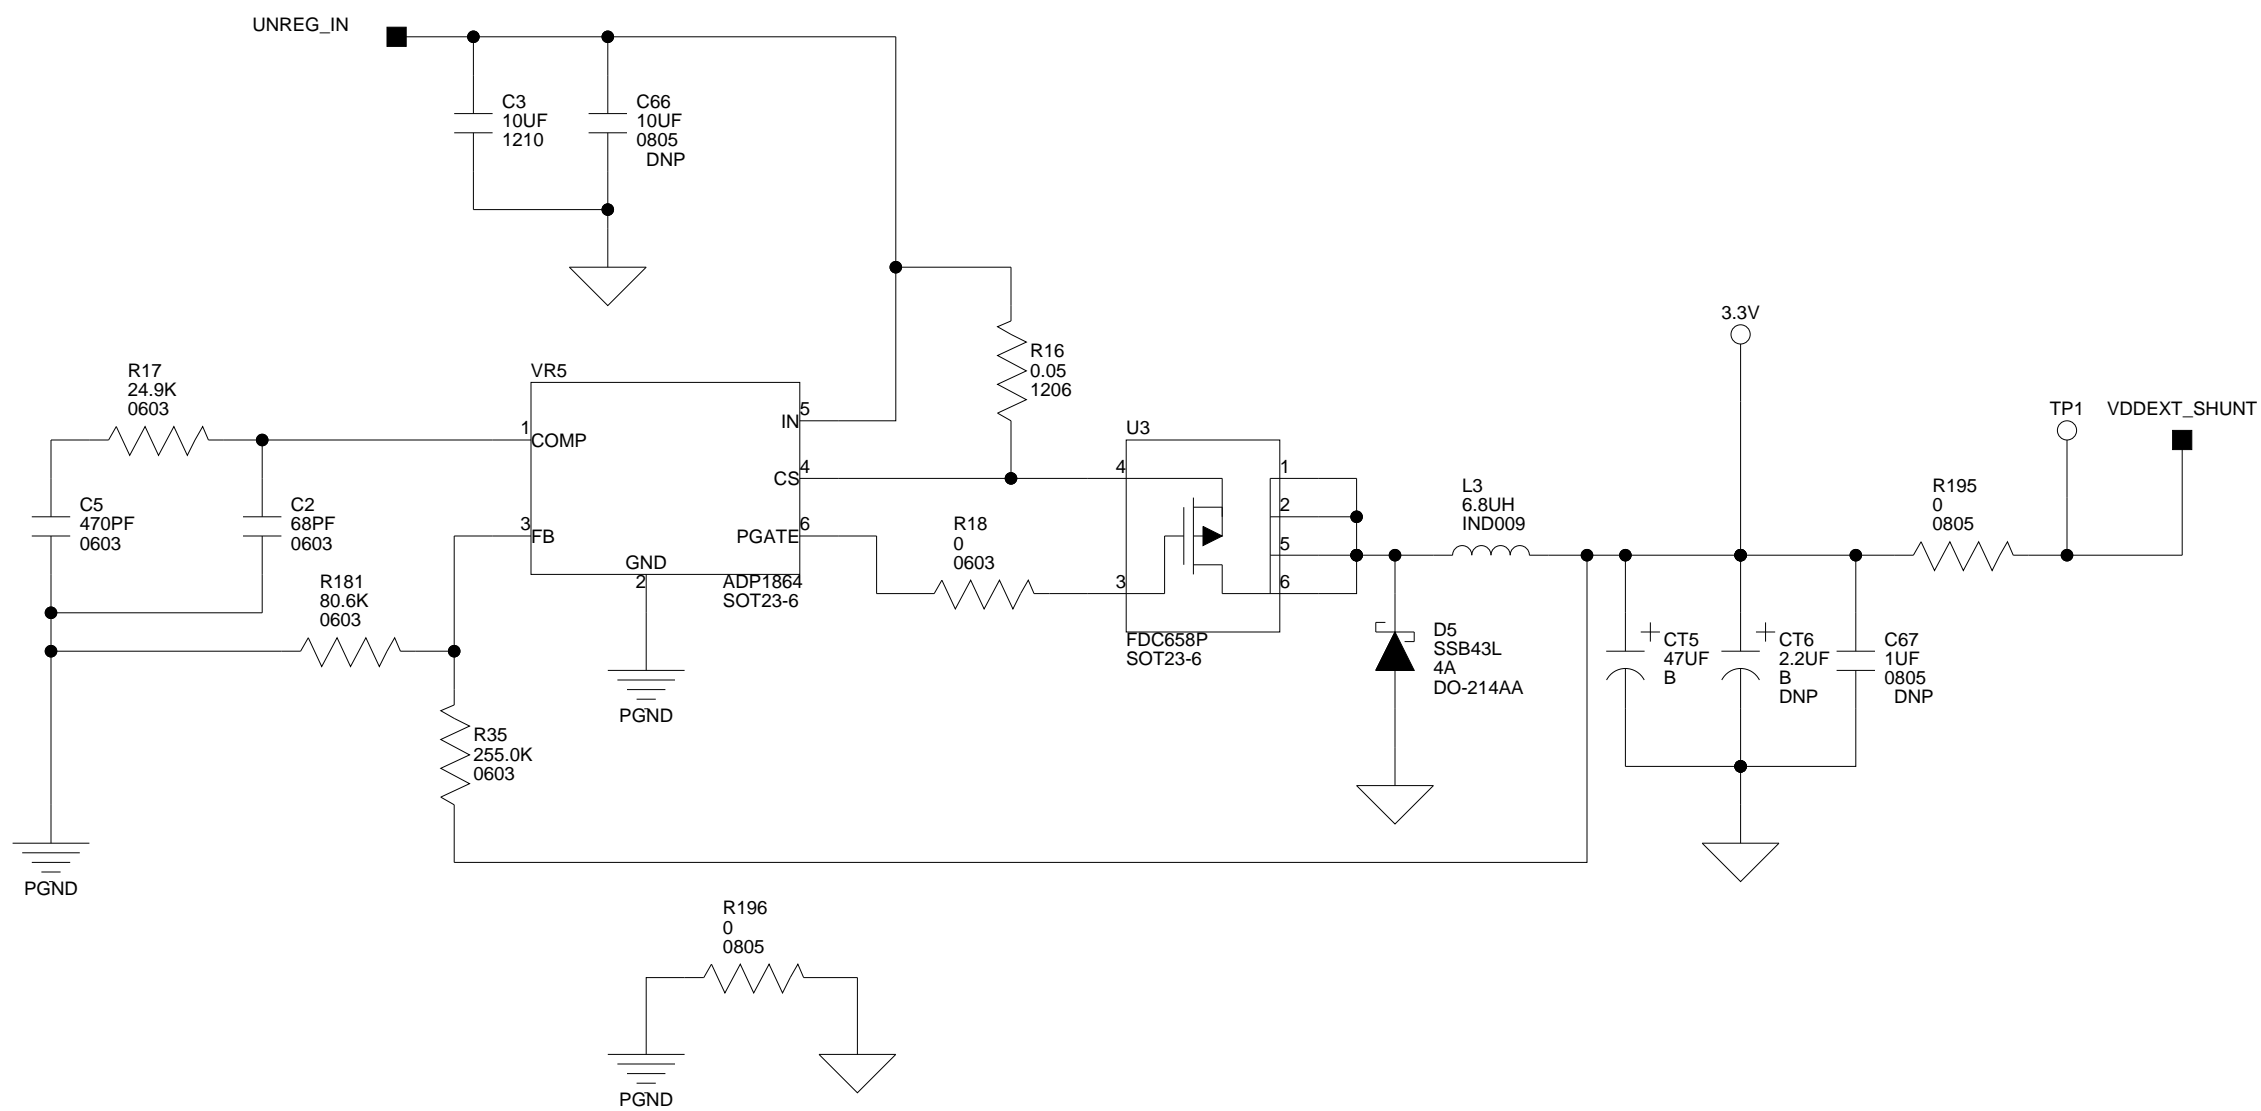 UNREG_IN
C3
10UF
1210
C66
10UF
0805
DNP
3.3V
R16
0.05
1206
R17
24.9K
0603
VR5
5
IN
1
COMP
4
CS
3
FB
6
PGATE
GND
2
ADP1864
SOT23-6
PGND
C5
470PF
0603
C2
68PF
0603
R181
80.6K
0603
R35
255.0K
0603
PGND
R18
0
0603
U3
4
3
1
2
5
6
FDC658P
SOT23-6
L3
6.8UH
IND009
D5
SSB43L
4A
DO-214AA
CT5
47UF
B
CT6
2.2UF
B
DNP
C67
1UF
0805
DNP
R195
0
0805
TP1
VDDEXT_SHUNT
R196
0
0805
PGND